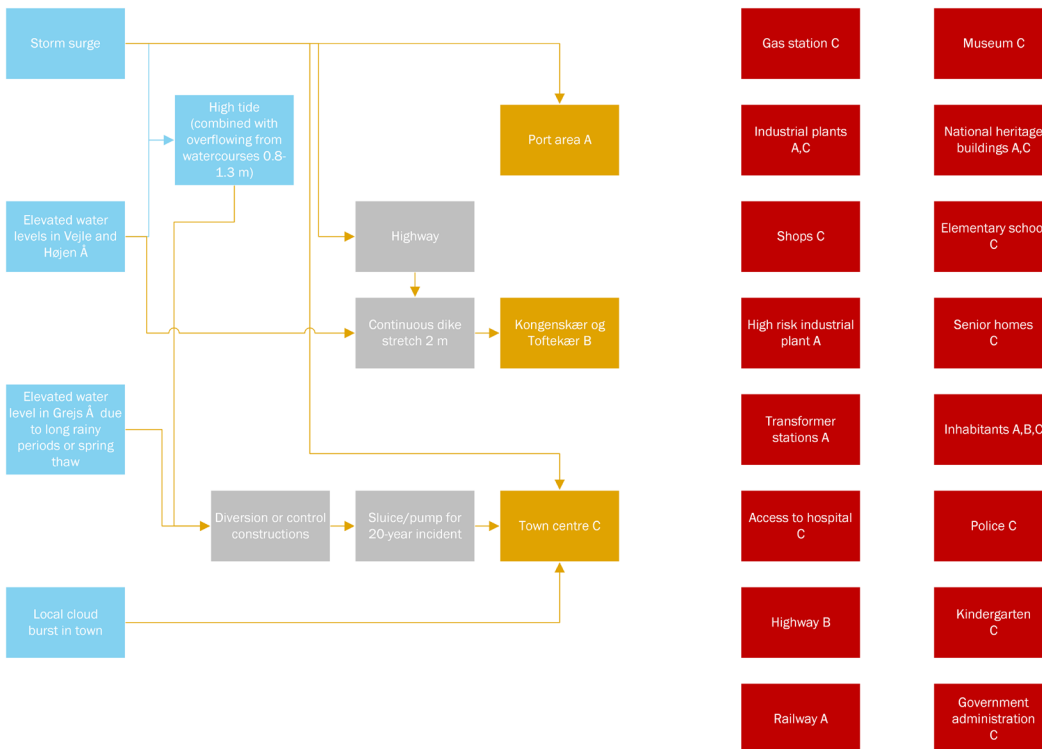 Storm surge
High tide
(combined with
overflowing from
watercourses 0.8-
1.3 m)
Elevated water
levels in Vejle and
Højen Å
Elevated water
level in Grejs Å due
to long rainy
periods or spring
thaw
Local cloud
burst in town
Highway
Continuous dike
stretch 2 m
Diversion or control
constructions
Sluice/pump for
20-year incident
Port area A
Kongenskær og
Toftekær B
Town centre C
Gas station C
Industrial plants
A,C
Shops C
High risk industrial
plant A
Transformer
stations A
Access to hospital
C
Highway B
Railway A
Museum C
National heritage
buildings A,C
Elementary school
C
Senior homes
C
Inhabitants A,B,C
Police C
Kindergarten
C
Government
administration
C